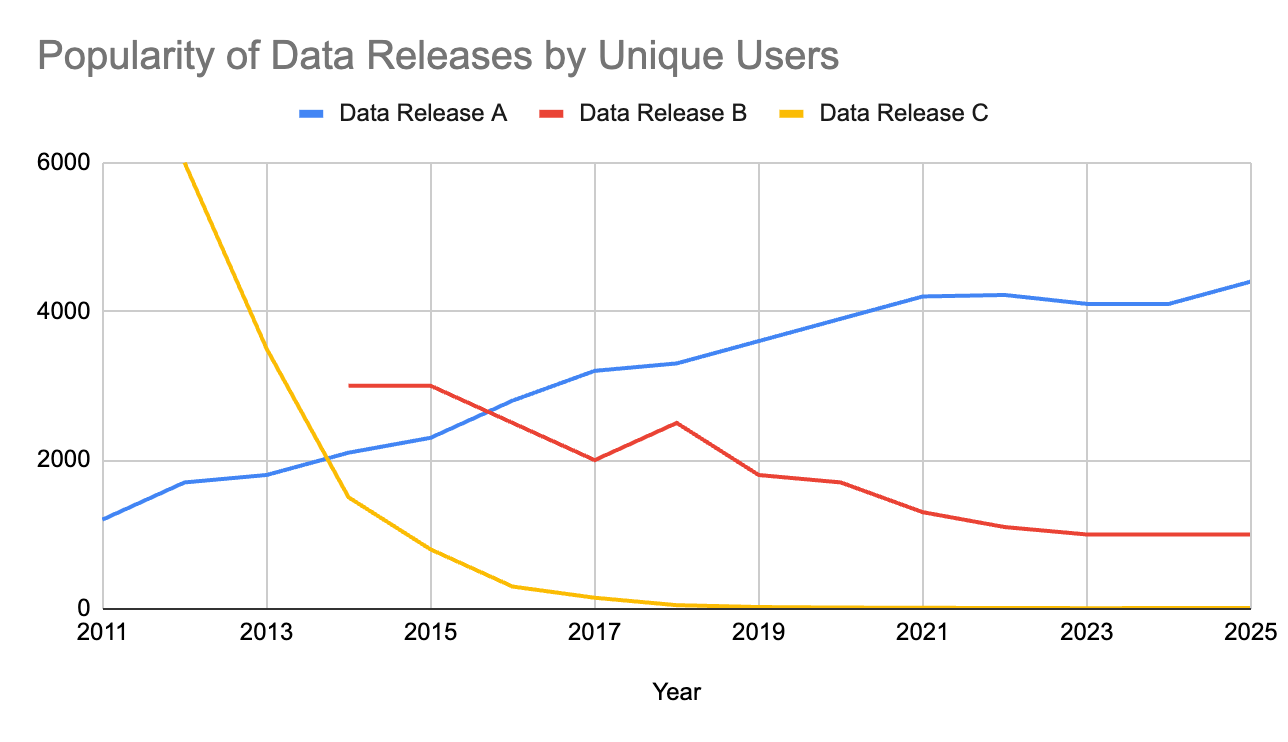 Popularity of Data Releases by Unique Users
Data Release A Data Release B Data Release C
6000
4000
2000
0
2011 2013 2015 2017 2019 2021 2023 2025
Year